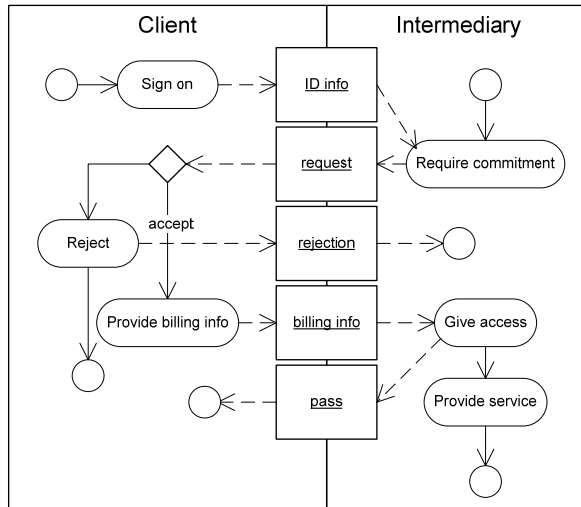 Client
Intermediary
Sign on
ID info
request
Require commitment
accept
Reject
rejection
Provide billing info
billing info
Give access
pass
Provide service